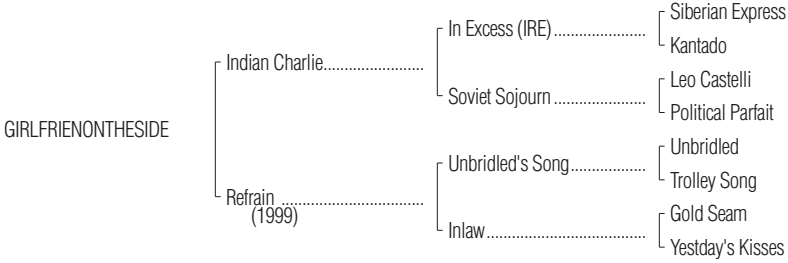 Siberian Express
In Excess (IRE)
Kantado
Indian Charlie
Leo Castelli
Soviet Sojourn
Political Parfait
GIRLFRIENONTHESIDE
Unbridled
Unbridled's Song
Trolley Song
Refrain
(1999)
Gold Seam
Inlaw
Yestday's Kisses